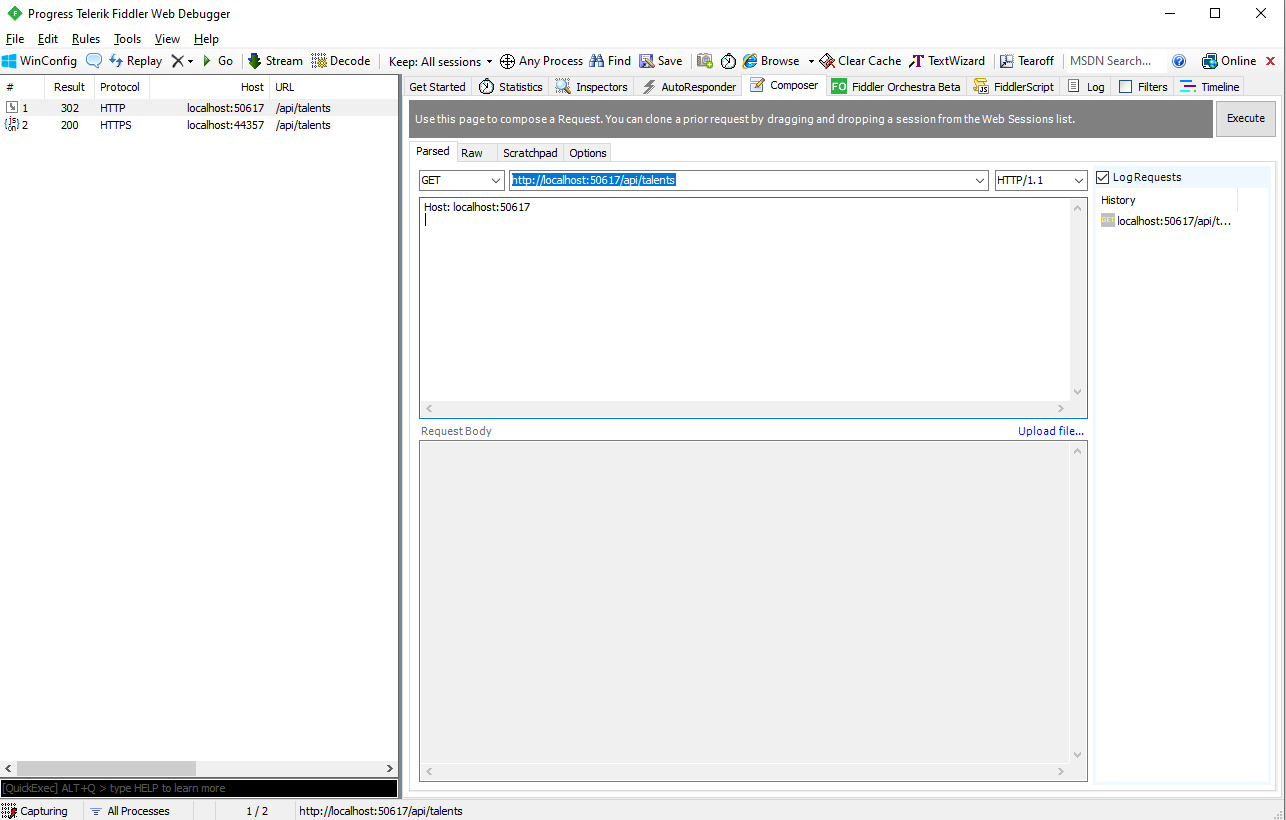 Progress Telerik Fiddler Web Debugger
File Edit Rules Tools View Help
WinConfig Replay Go Stream Decode Keep: All sessions Any Process Find Save Browse Clear Cache TextWizard Tearoff MSDN Search... Online
# Result Protocol Host URL
1 302 HTTP localhost:50617 /api/talents
2 200 HTTPS localhost:44357 /api/talents
Get Started Statistics Inspectors AutoResponder Composer FO Fiddler Orchestra Beta FiddlerScript Log Filters Timeline
Use this page to compose a Request. You can clone a prior request by dragging and dropping a session from the Web Sessions list.
Execute
Parsed Raw Scratchpad Options
GET http://localhost:50617/api/talents HTTP/1.1
Host: localhost:50617
Log Requests
History
localhost:50617/api/t...
Request Body Upload file...
[QuickExec] ALT+Q > type HELP to learn more
Capturing All Processes 1 / 2 http://localhost:50617/api/talents